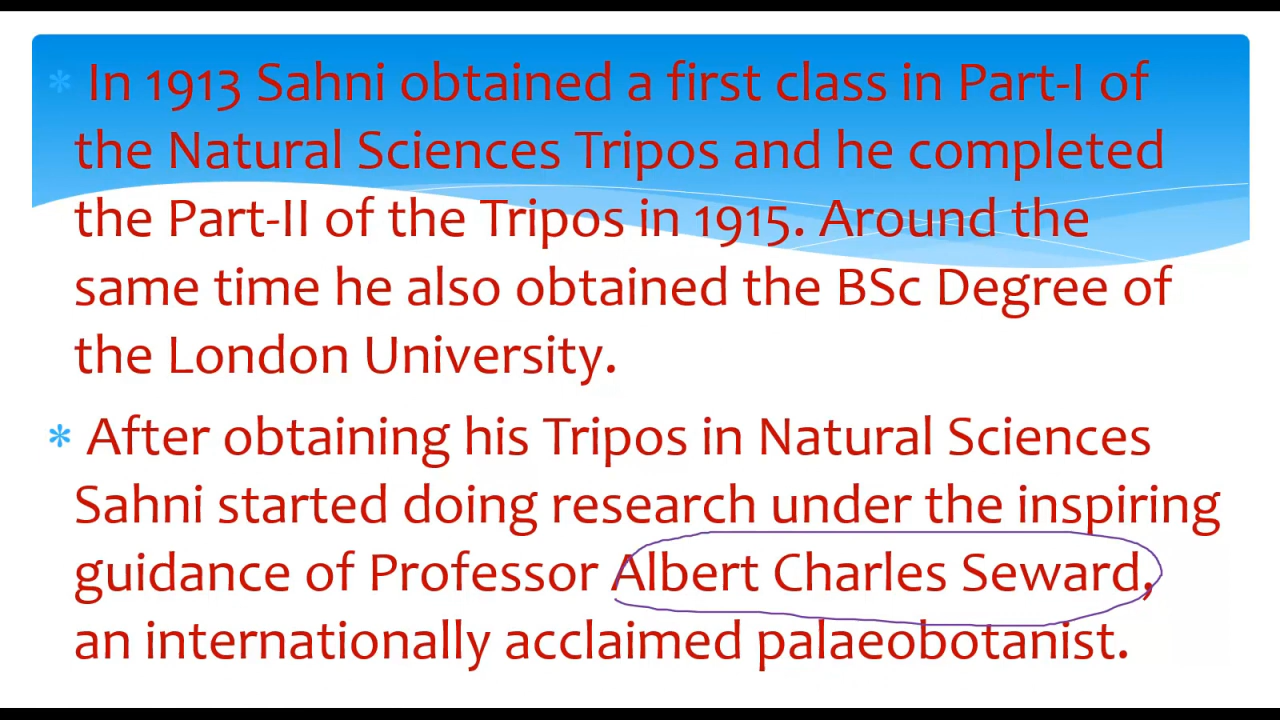 * In 1913 Sahni obtained a first class in Part-I of
the Natural Sciences Tripos and he completed
the Part-II of the Tripos in 1915. Around the
same time he also obtained the BSc Degree of
the London University.
* After obtaining his Tripos in Natural Sciences
Sahni started doing research under the inspiring
guidance of Professor Albert Charles Seward,
an internationally acclaimed palaeobotanist.